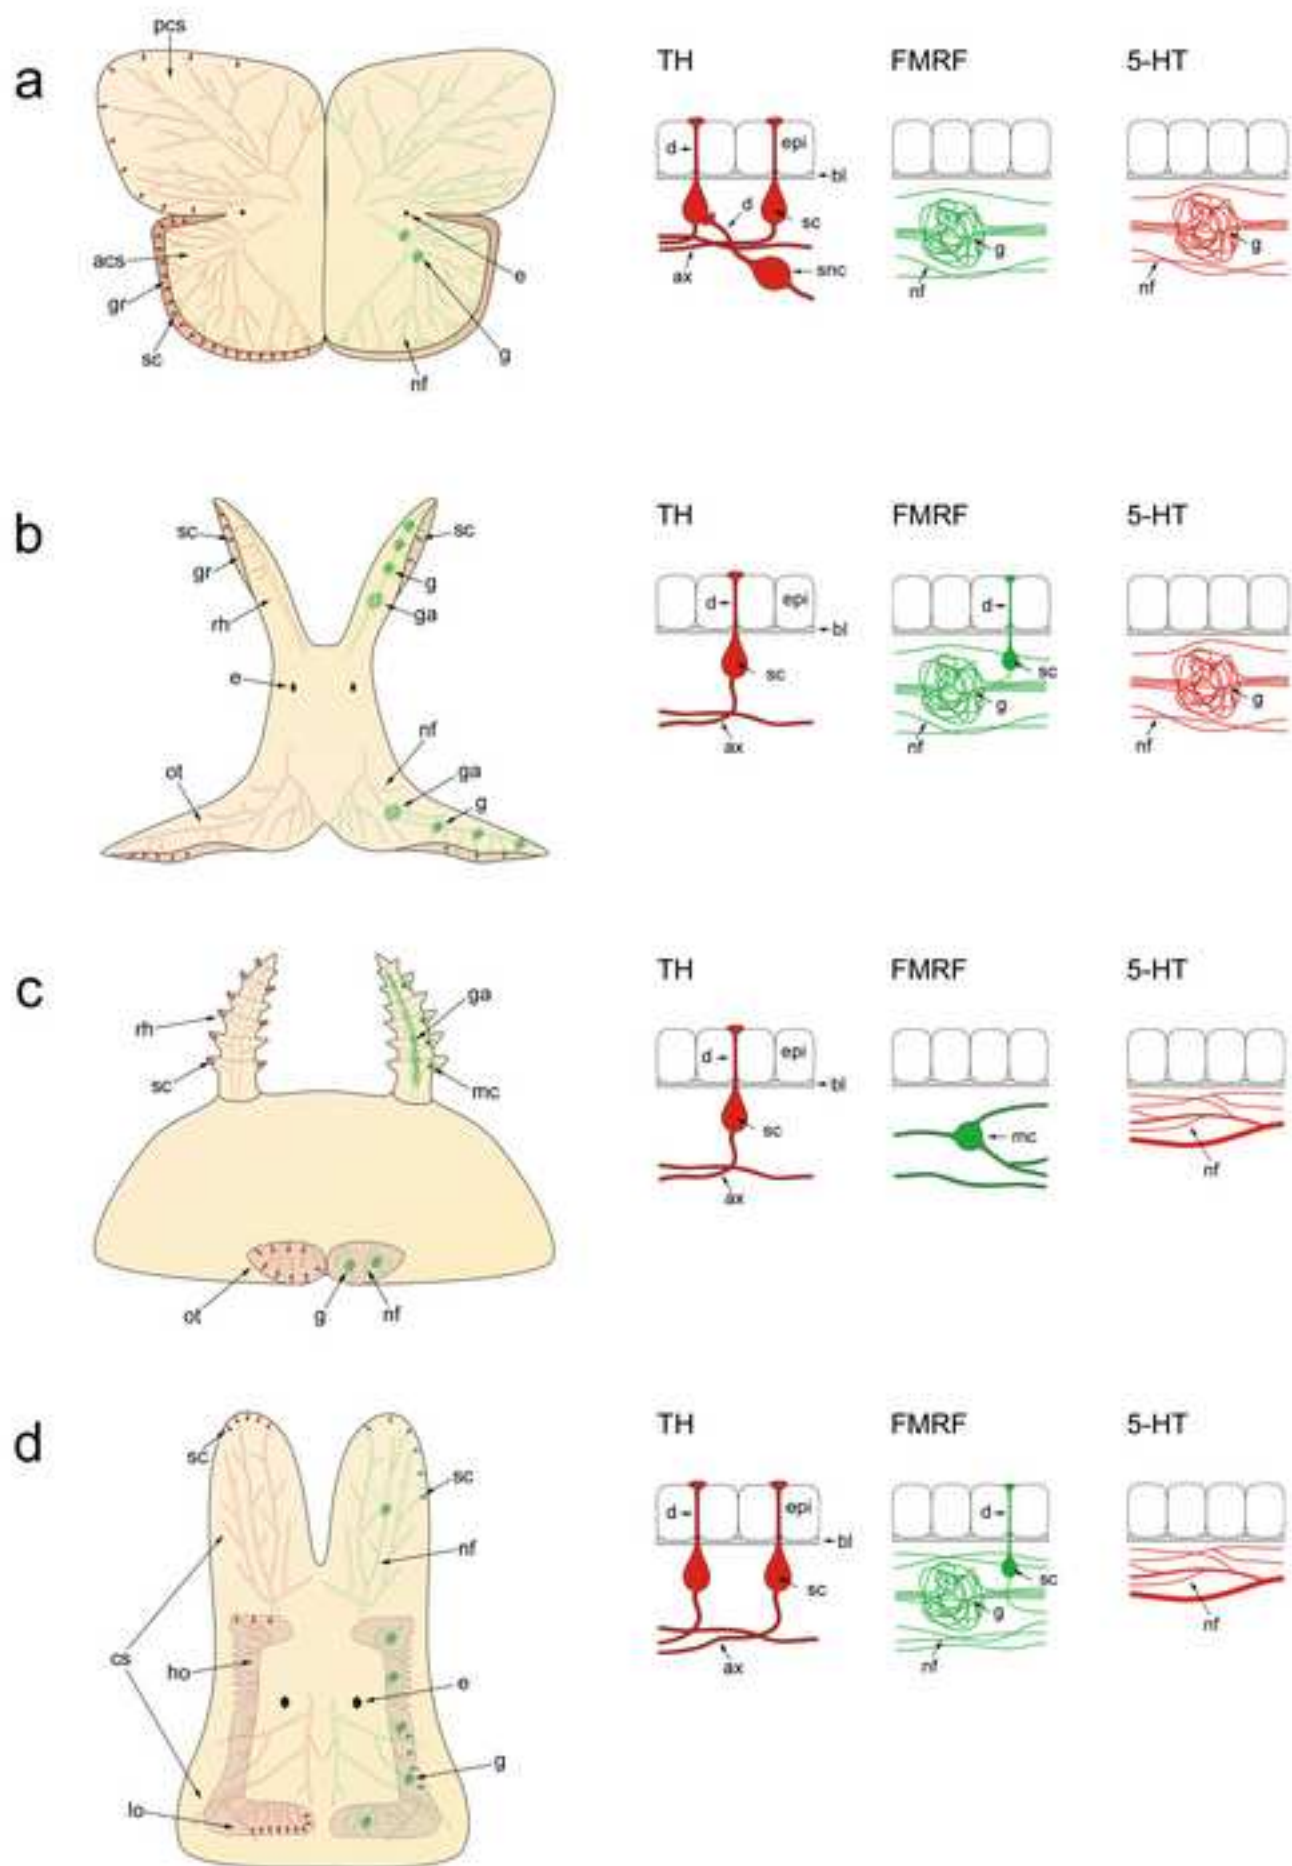 a
pcs
acs
gr
sc
e
g
nf
TH
FMRF
5-HT
d
epi
bl
d
sc
ax
snc
g
nf
g
nf
b
sc
gr
rh
e
ot
sc
g
ga
nf
ga
g
TH
FMRF
5-HT
d
epi
bl
sc
ax
d
sc
g
nf
g
nf
c
rh
sc
ga
mc
ot
g
nf
TH
FMRF
5-HT
d
epi
bl
sc
ax
mc
nf
d
sc
sc
nf
cs
ho
e
lo
g
TH
FMRF
5-HT
d
epi
bl
sc
ax
d
sc
g
nf
nf